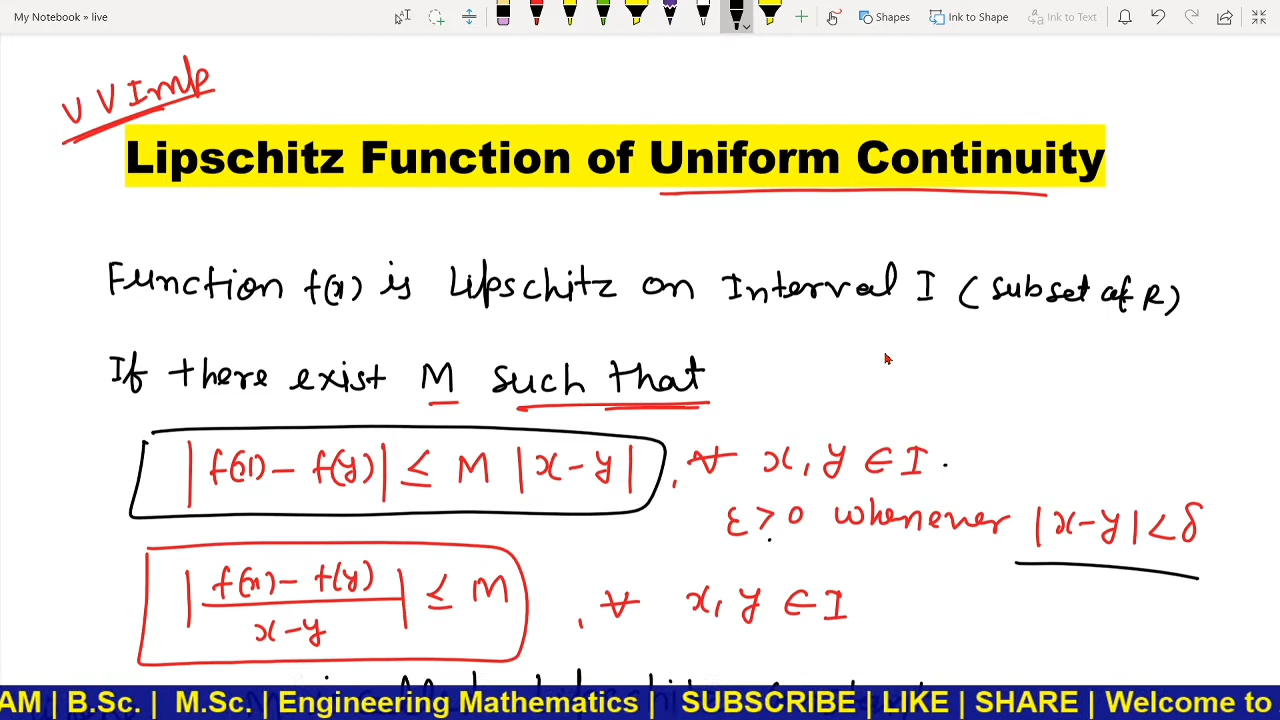 My Notebook » live
Shapes Ink to Shape Ink to Text
V V Imp
Lipschitz Function of Uniform Continuity
Function f(x) is Lipschitz on Interval I (subset of R)
If there exist M such that
|f(x) - f(y)| ≤ M |x-y| , ∀ x, y ∈ I .
ε > 0 whenever |x-y| < δ
|f(x) - f(y) / x-y| ≤ M , ∀ x, y ∈ I
AM | B.Sc. | M.Sc. | Engineering Mathematics | SUBSCRIBE | LIKE | SHARE | Welcome to